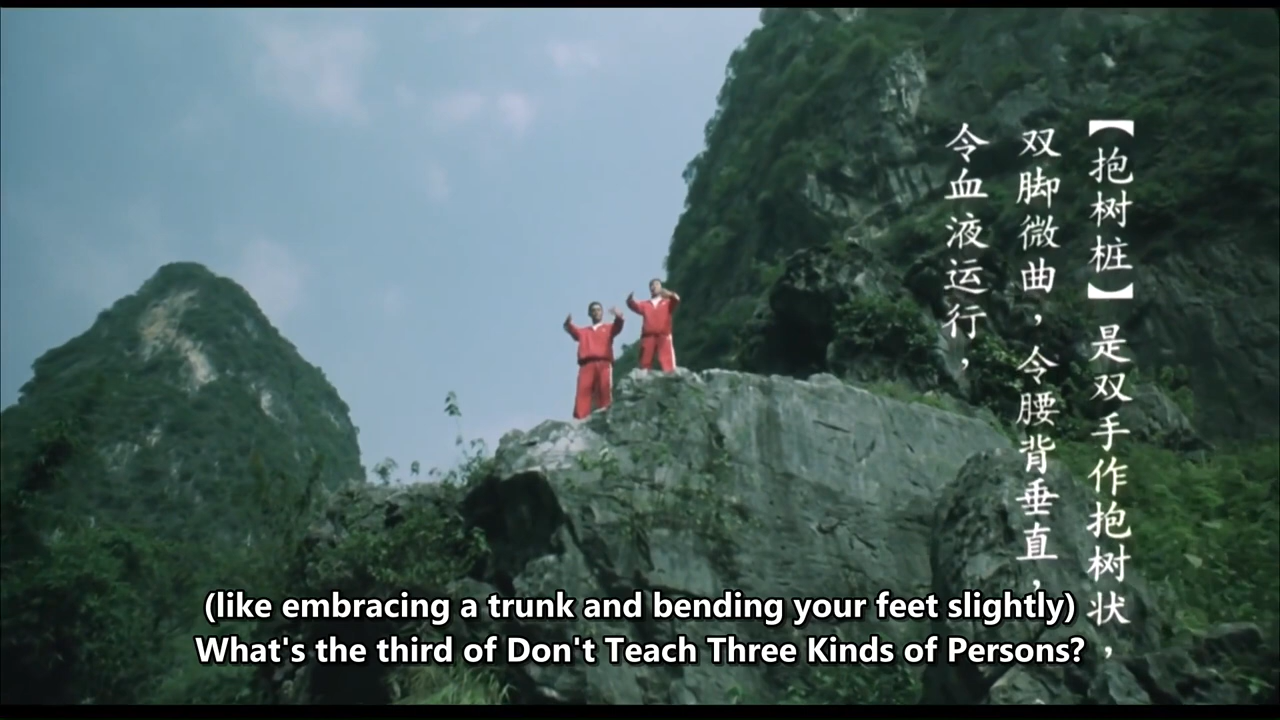 【抱树桩】是双手作抱树状，
双脚微曲，令腰背垂直，
令血液运行，
(like embracing a trunk and bending your feet slightly)
What's the third of Don't Teach Three Kinds of Persons?